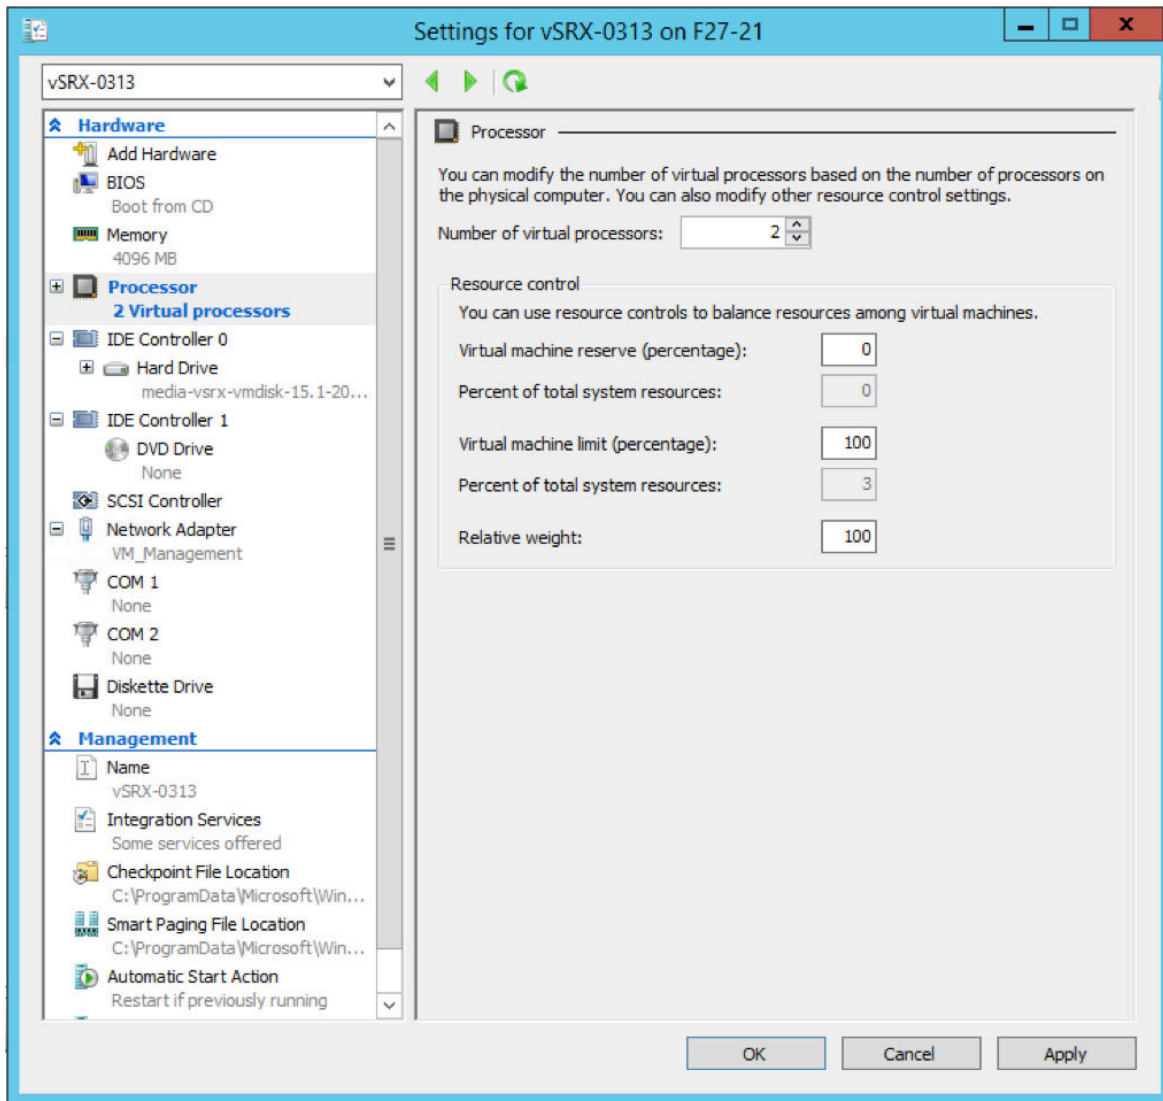 Settings for vSRX-0313 on F27-21
vSRX-0313
Hardware
Add Hardware
BIOS
Boot from CD
Memory
4096 MB
Processor
2 Virtual processors
IDE Controller 0
Hard Drive
media-vsrx-vmdisk-15.1-20...
IDE Controller 1
DVD Drive
None
SCSI Controller
Network Adapter
VM_Management
COM 1
None
COM 2
None
Diskette Drive
None
Management
Name
vSRX-0313
Integration Services
Some services offered
Checkpoint File Location
C:\ProgramData\Microsoft\Win...
Smart Paging File Location
C:\ProgramData\Microsoft\Win...
Automatic Start Action
Restart if previously running
Processor
You can modify the number of virtual processors based on the number of processors on
the physical computer. You can also modify other resource control settings.
Number of virtual processors: 2
Resource control
You can use resource controls to balance resources among virtual machines.
Virtual machine reserve (percentage): 0
Percent of total system resources: 0
Virtual machine limit (percentage): 100
Percent of total system resources: 3
Relative weight: 100
OK Cancel Apply